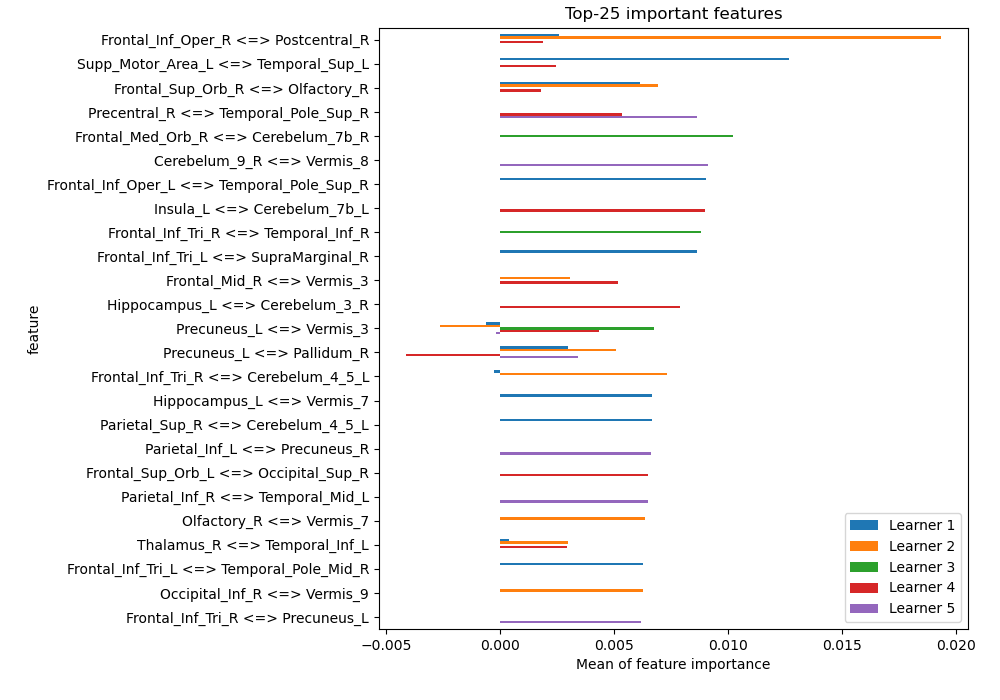 Top-25 important features
Frontal_Inf_Oper_R <=> Postcentral_R
Supp_Motor_Area_L <=> Temporal_Sup_L
Frontal_Sup_Orb_R <=> Olfactory_R
Precentral_R <=> Temporal_Pole_Sup_R
Frontal_Med_Orb_R <=> Cerebelum_7b_R
Cerebelum_9_R <=> Vermis_8
Frontal_Inf_Oper_L <=> Temporal_Pole_Sup_R
Insula_L <=> Cerebelum_7b_L
Frontal_Inf_Tri_R <=> Temporal_Inf_R
Frontal_Inf_Tri_L <=> SupraMarginal_R
Frontal_Mid_R <=> Vermis_3
Hippocampus_L <=> Cerebelum_3_R
Precuneus_L <=> Vermis_3
Precuneus_L <=> Pallidum_R
Frontal_Inf_Tri_R <=> Cerebelum_4_5_L
Hippocampus_L <=> Vermis_7
Parietal_Sup_R <=> Cerebelum_4_5_L
Parietal_Inf_L <=> Precuneus_R
Frontal_Sup_Orb_L <=> Occipital_Sup_R
Parietal_Inf_R <=> Temporal_Mid_L
Olfactory_R <=> Vermis_7
Thalamus_R <=> Temporal_Inf_L
Frontal_Inf_Tri_L <=> Temporal_Pole_Mid_R
Occipital_Inf_R <=> Vermis_9
Frontal_Inf_Tri_R <=> Precuneus_L
feature
Learner 1
Learner 2
Learner 3
Learner 4
Learner 5
−0.005 0.000 0.005 0.010 0.015 0.020
Mean of feature importance